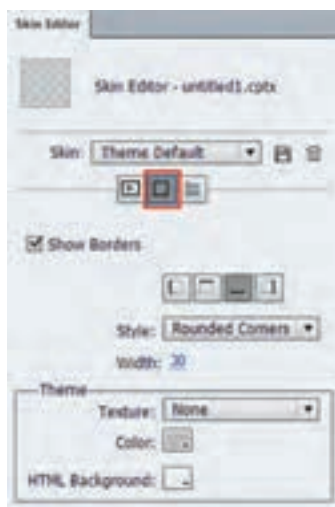 Skin Editor
Skin Editor - untitled1.cptx
Skin: Theme Default
Show Borders
Style: Rounded Corners
Width: 30
Theme
Texture: None
Color:
HTML Background: